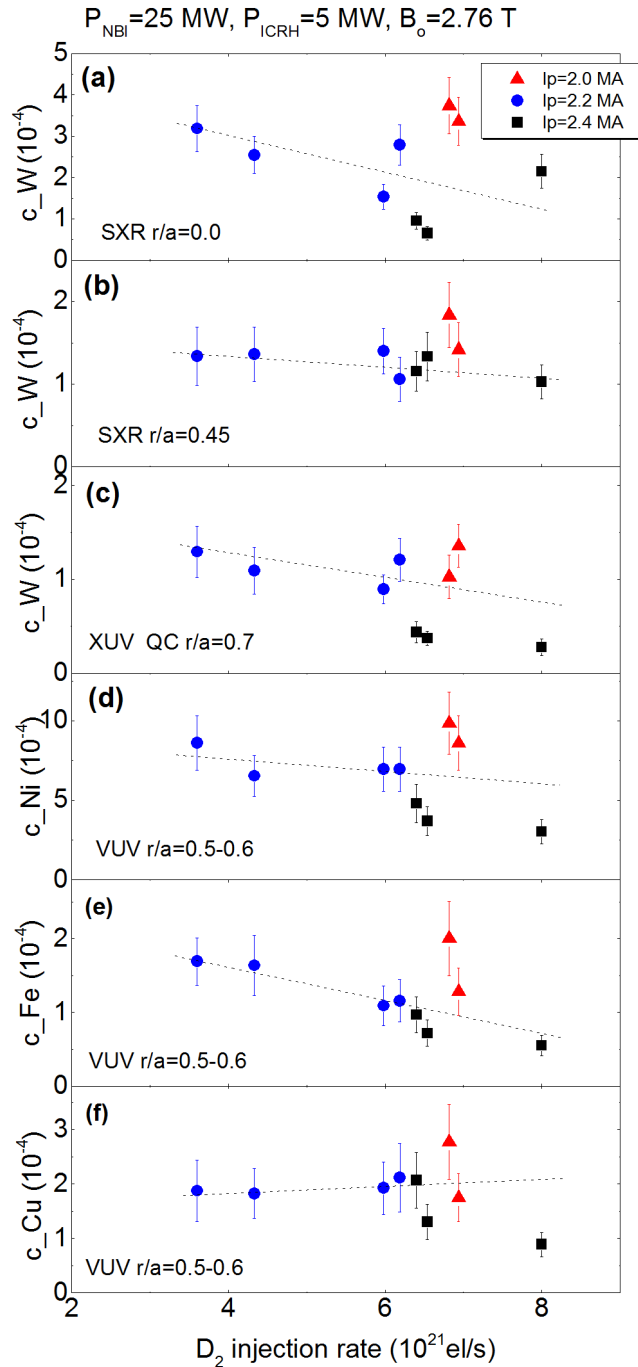 P_NBI=25 MW, P_ICRH=5 MW, B_o=2.76 T
(a)
Ip=2.0 MA
Ip=2.2 MA
Ip=2.4 MA
5
4
3
2
1
0
c_W (10^-4)
SXR r/a=0.0
(b)
2
1
0
c_W (10^-4)
SXR r/a=0.45
(c)
2
1
0
c_W (10^-4)
XUV QC r/a=0.7
(d)
10
5
0
c_Ni (10^-4)
VUV r/a=0.5-0.6
(e)
2
1
0
c_Fe (10^-4)
VUV r/a=0.5-0.6
(f)
3
2
1
0
c_Cu (10^-4)
VUV r/a=0.5-0.6
2 4 6 8
D_2 injection rate (10^21 el/s)